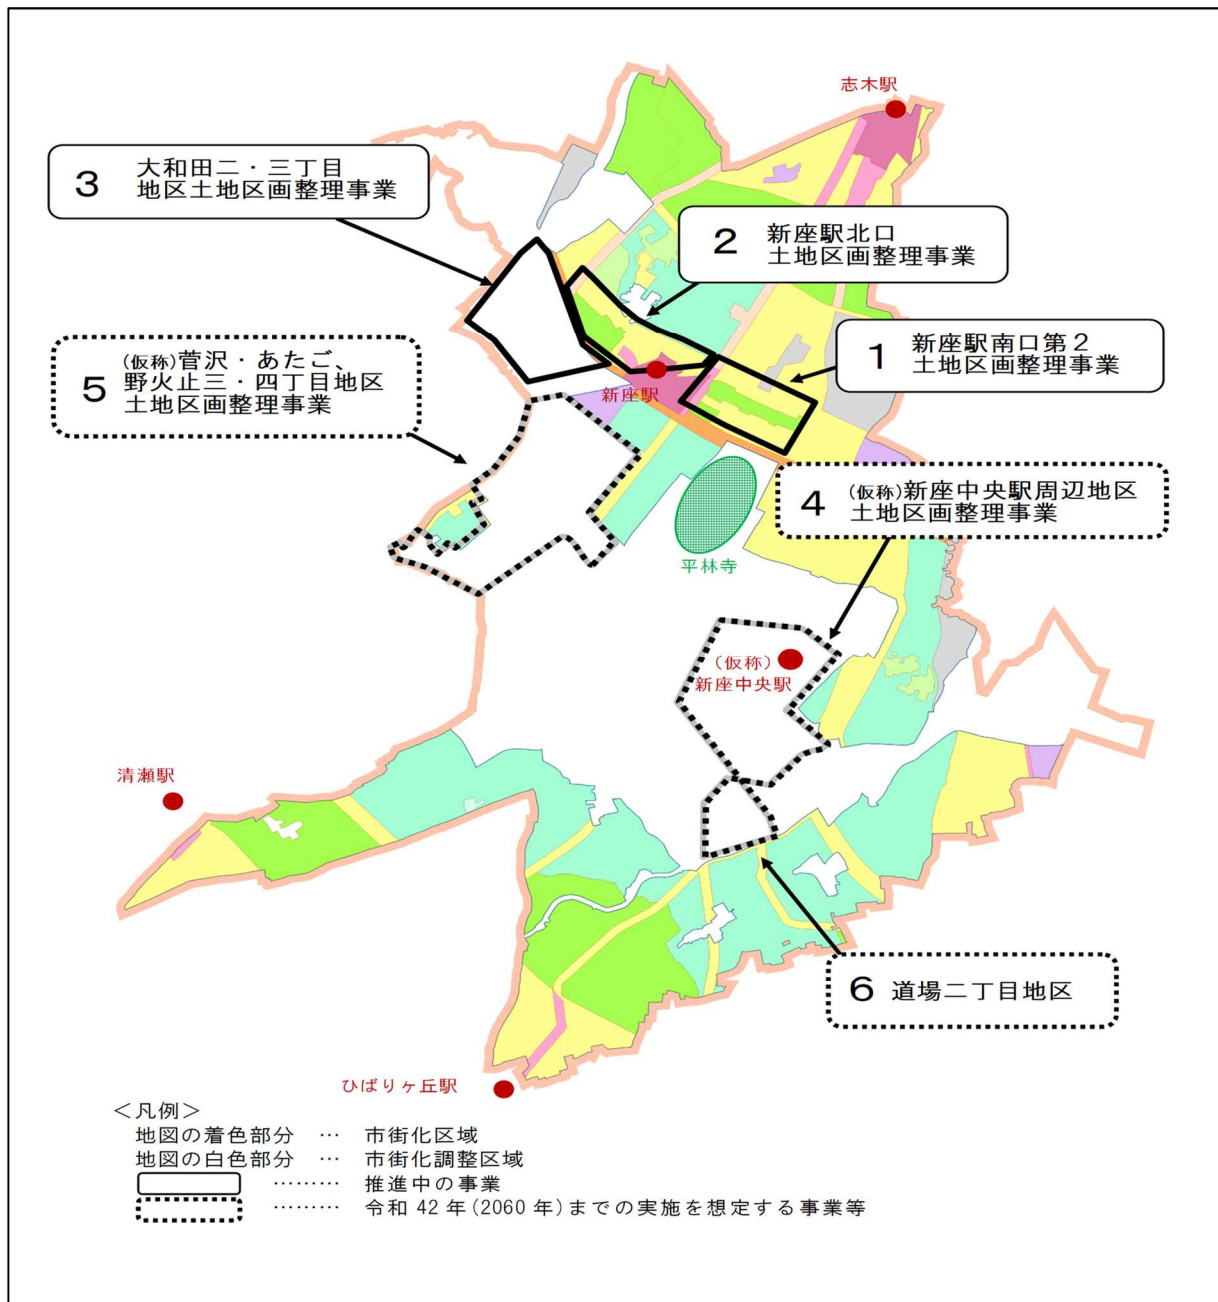 志木駅
3 大和田二・三丁目
地区土地区画整理事業
2 新座駅北口
土地区画整理事業
1 新座駅南口第2
土地区画整理事業
5 (仮称)菅沢・あたご、
野火止三・四丁目地区
土地区画整理事業
新座駅
4 (仮称)新座中央駅周辺地区
土地区画整理事業
平林寺
(仮称)
新座中央駅
清瀬駅
6 道場二丁目地区
ひばりヶ丘駅
<凡例>
地図の着色部分 … 市街化区域
地図の白色部分 … 市街化調整区域
……… 推進中の事業
……… 令和42年(2060年)までの実施を想定する事業等